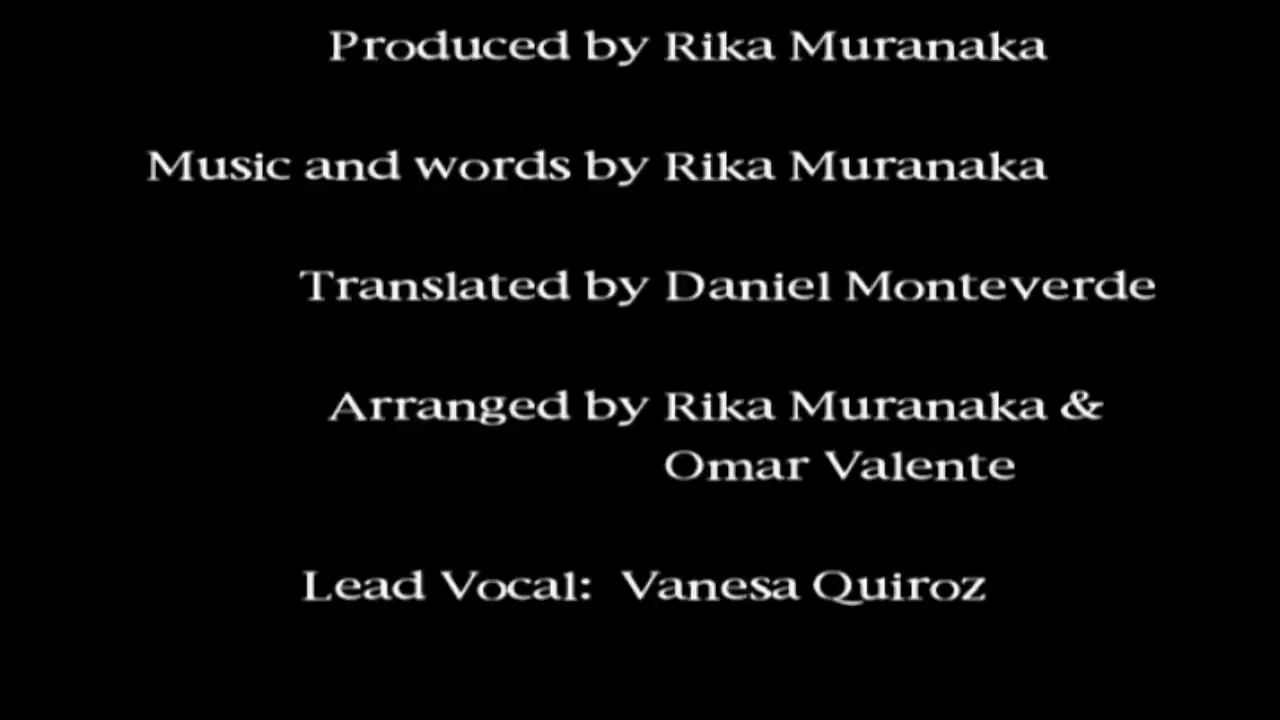 Produced by Rika Muranaka
Music and words by Rika Muranaka
Translated by Daniel Monteverde
Arranged by Rika Muranaka &
Omar Valente
Lead Vocal: Vanesa Quiroz